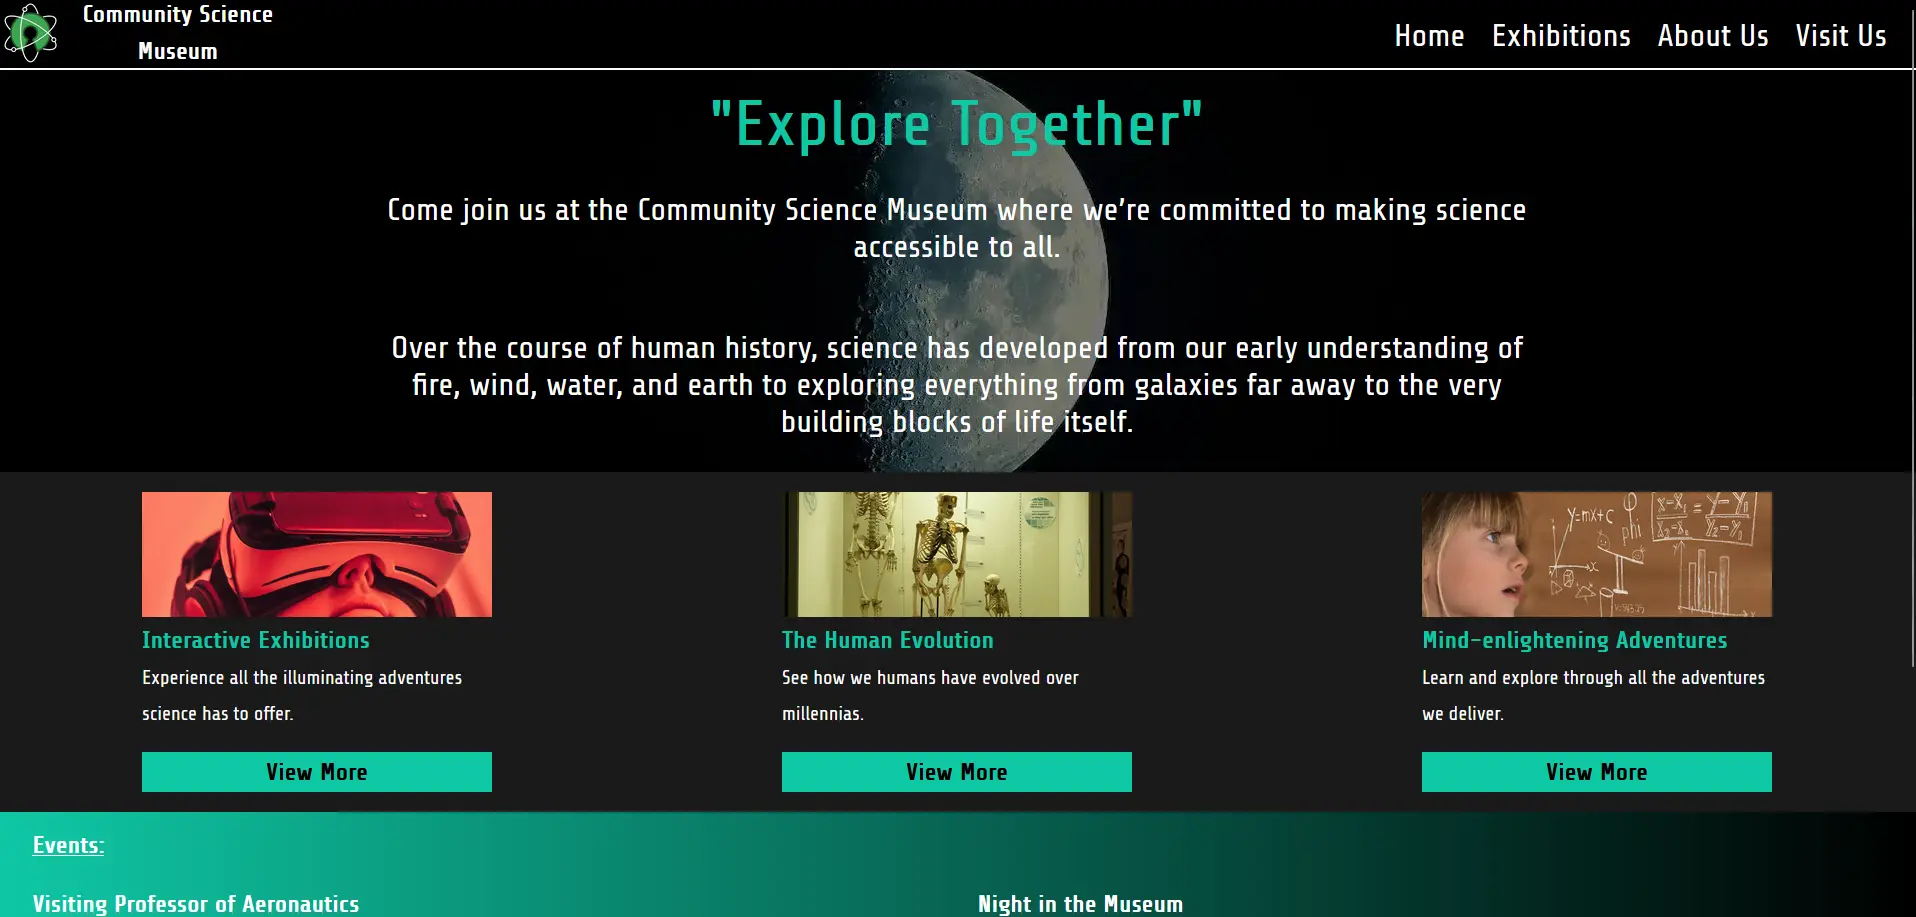 Community Science
Museum
Home Exhibitions About Us Visit Us
"Explore Together"
Come join us at the Community Science Museum where we're committed to making science
accessible to all.
Over the course of human history, science has developed from our early understanding of
fire, wind, water, and earth to exploring everything from galaxies far away to the very
building blocks of life itself.
y=mx+c
phi
Interactive Exhibitions
Experience all the illuminating adventures
science has to offer.
View More
The Human Evolution
See how we humans have evolved over
millennias.
View More
Mind-enlightening Adventures
Learn and explore through all the adventures
we deliver.
View More
Events:
Visiting Professor of Aeronautics
Night in the Museum